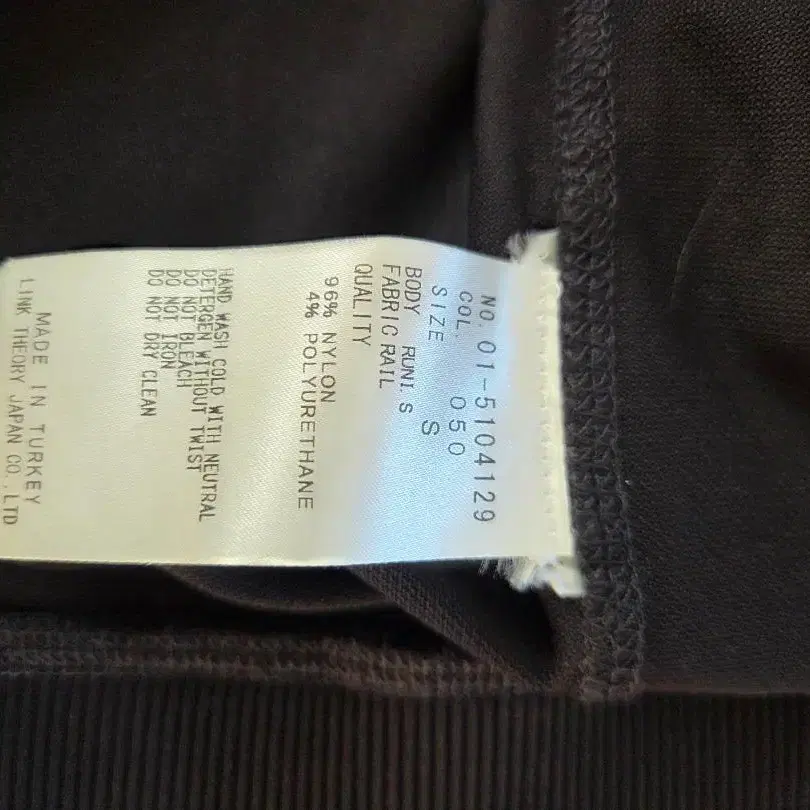 NO. 01-5104129
COL. 050
SIZE S
BODY RUNI. S
FABRIC RAIL
QUALITY
96% NYLON
4% POLYURETHANE
HAND WASH COLD WITH NEUTRAL
DETERGEN WITHOUT TWIST
DO NOT BLEACH
DO NOT IRON
DO NOT DRY CLEAN
MADE IN TURKEY
LINK THEORY JAPAN CO.,LTD